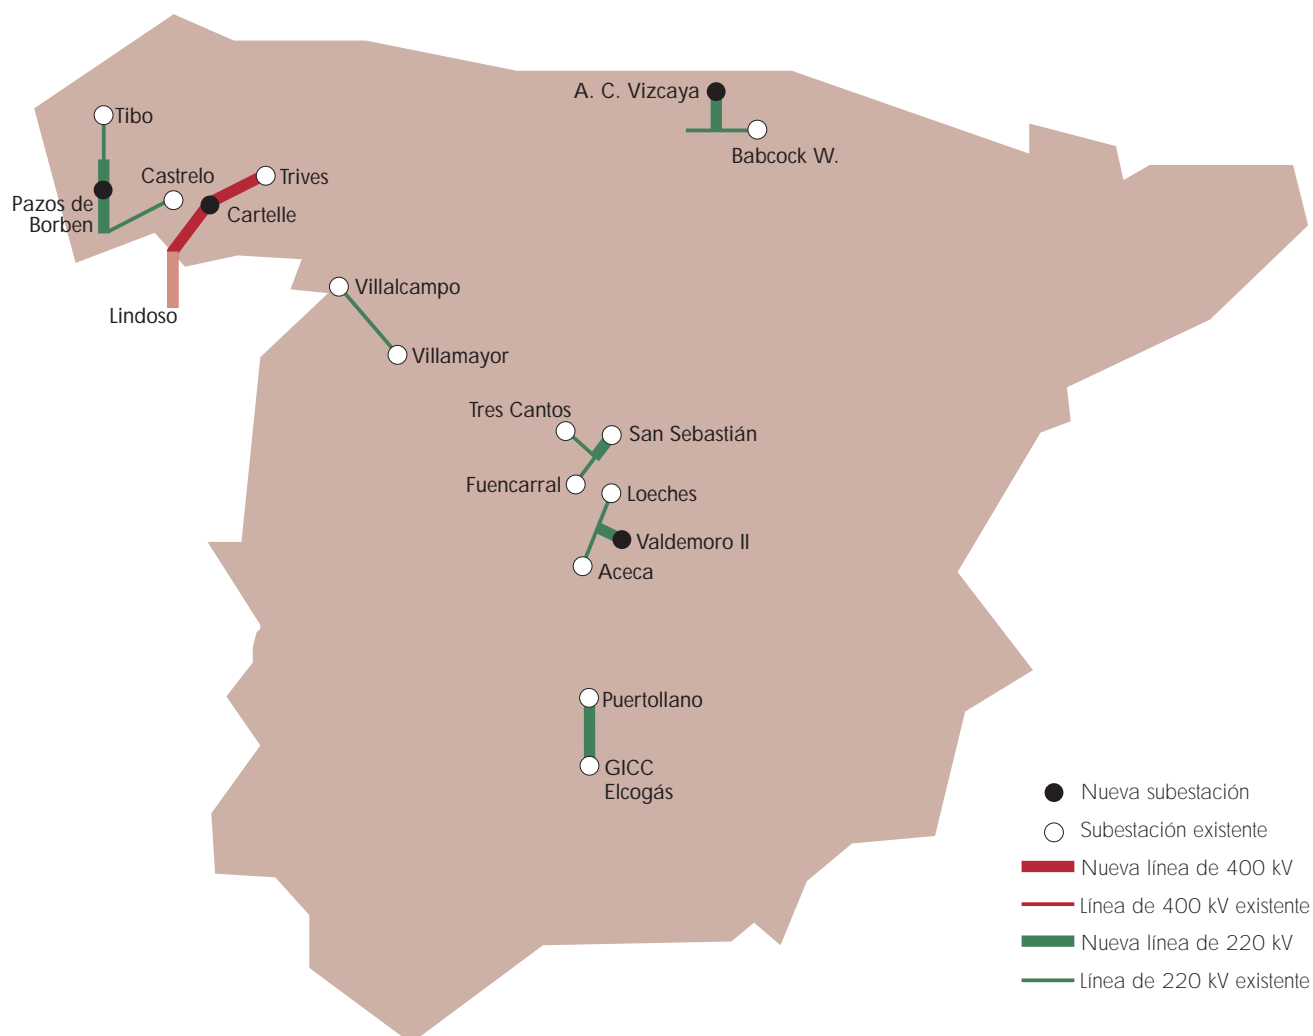 A. C. Vizcaya
Tibo
Babcock W.
Castrelo
Trives
Pazos de
Borben
Cartelle
Villalcampo
Lindoso
Villamayor
Tres Cantos
San Sebastián
Fuencarral
Loeches
Valdemoro II
Aceca
Puertollano
GICC
Elcogás
Nueva subestación
Subestación existente
Nueva línea de 400 kV
Línea de 400 kV existente
Nueva línea de 220 kV
Línea de 220 kV existente